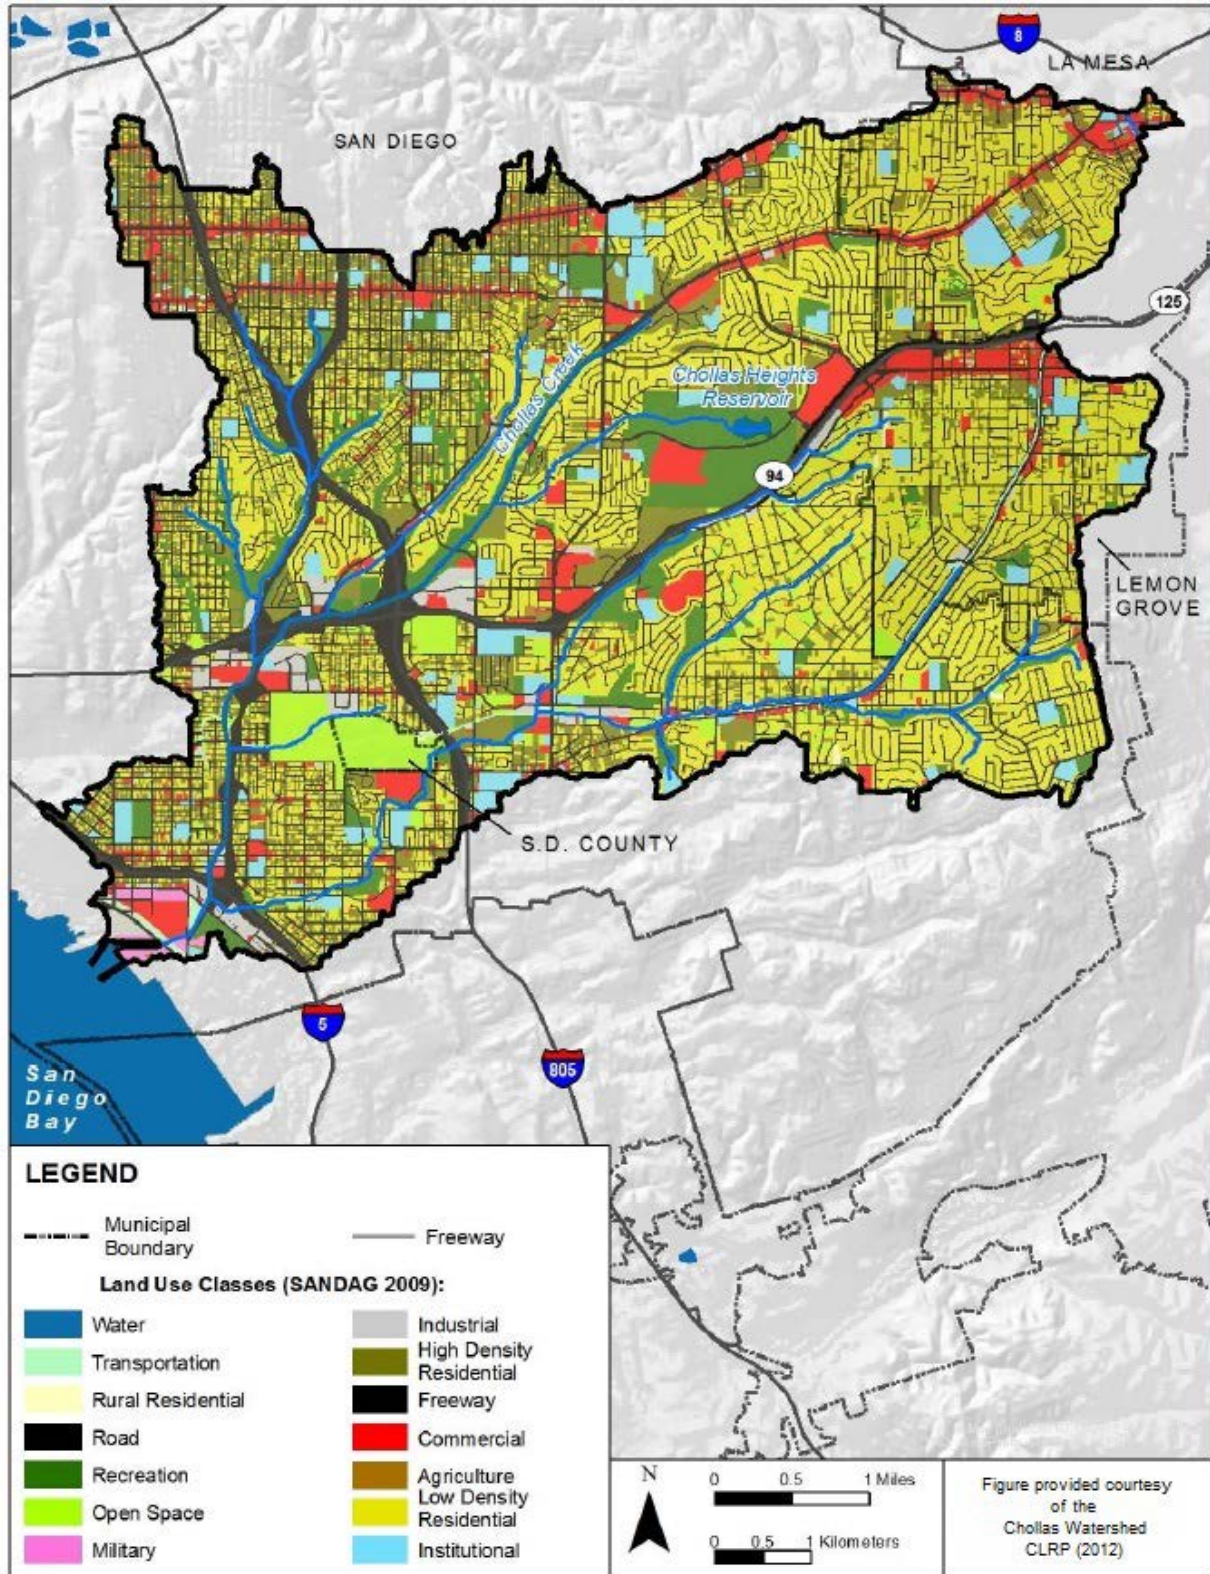 8
LA MESA
SAN DIEGO
125
Chollas Creek
Chollas Heights
Reservoir
94
LEMON
GROVE
S.D. COUNTY
5
805
San
Diego
Bay
LEGEND
Municipal
Boundary
Freeway
Land Use Classes (SANDAG 2009):
Water
Transportation
Rural Residential
Road
Recreation
Open Space
Military
Industrial
High Density
Residential
Freeway
Commercial
Agriculture
Low Density
Residential
Institutional
N
0 0.5 1 Miles
0 0.5 1 Kilometers
Figure provided courtesy
of the
Chollas Watershed
CLRP (2012)